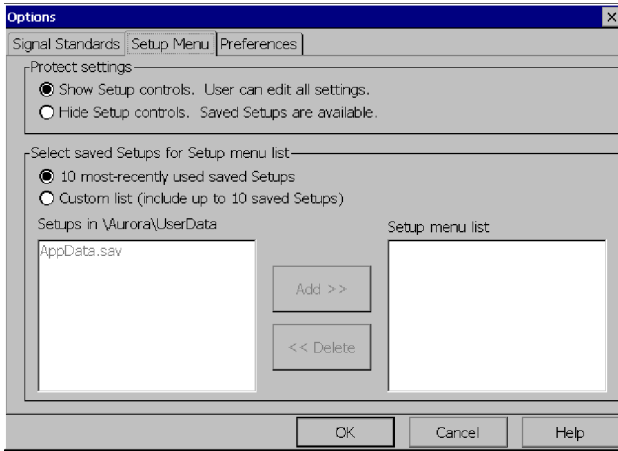 Options
Signal Standards Setup Menu Preferences
Protect settings
Show Setup controls. User can edit all settings.
Hide Setup controls. Saved Setups are available.
Select saved Setups for Setup menu list
10 most-recently used saved Setups
Custom list (include up to 10 saved Setups)
Setups in \Aurora\UserData
Setup menu list
AppData.sav
Add >>
<< Delete
OK Cancel Help